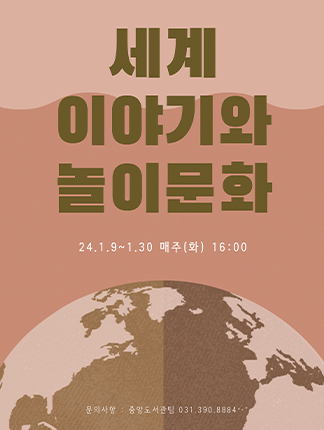 세계
이야기와
놀이문화
24.1.9~1.30 매주(화) 16:00
문의사항 : 중앙도서관팀 031.390.8884